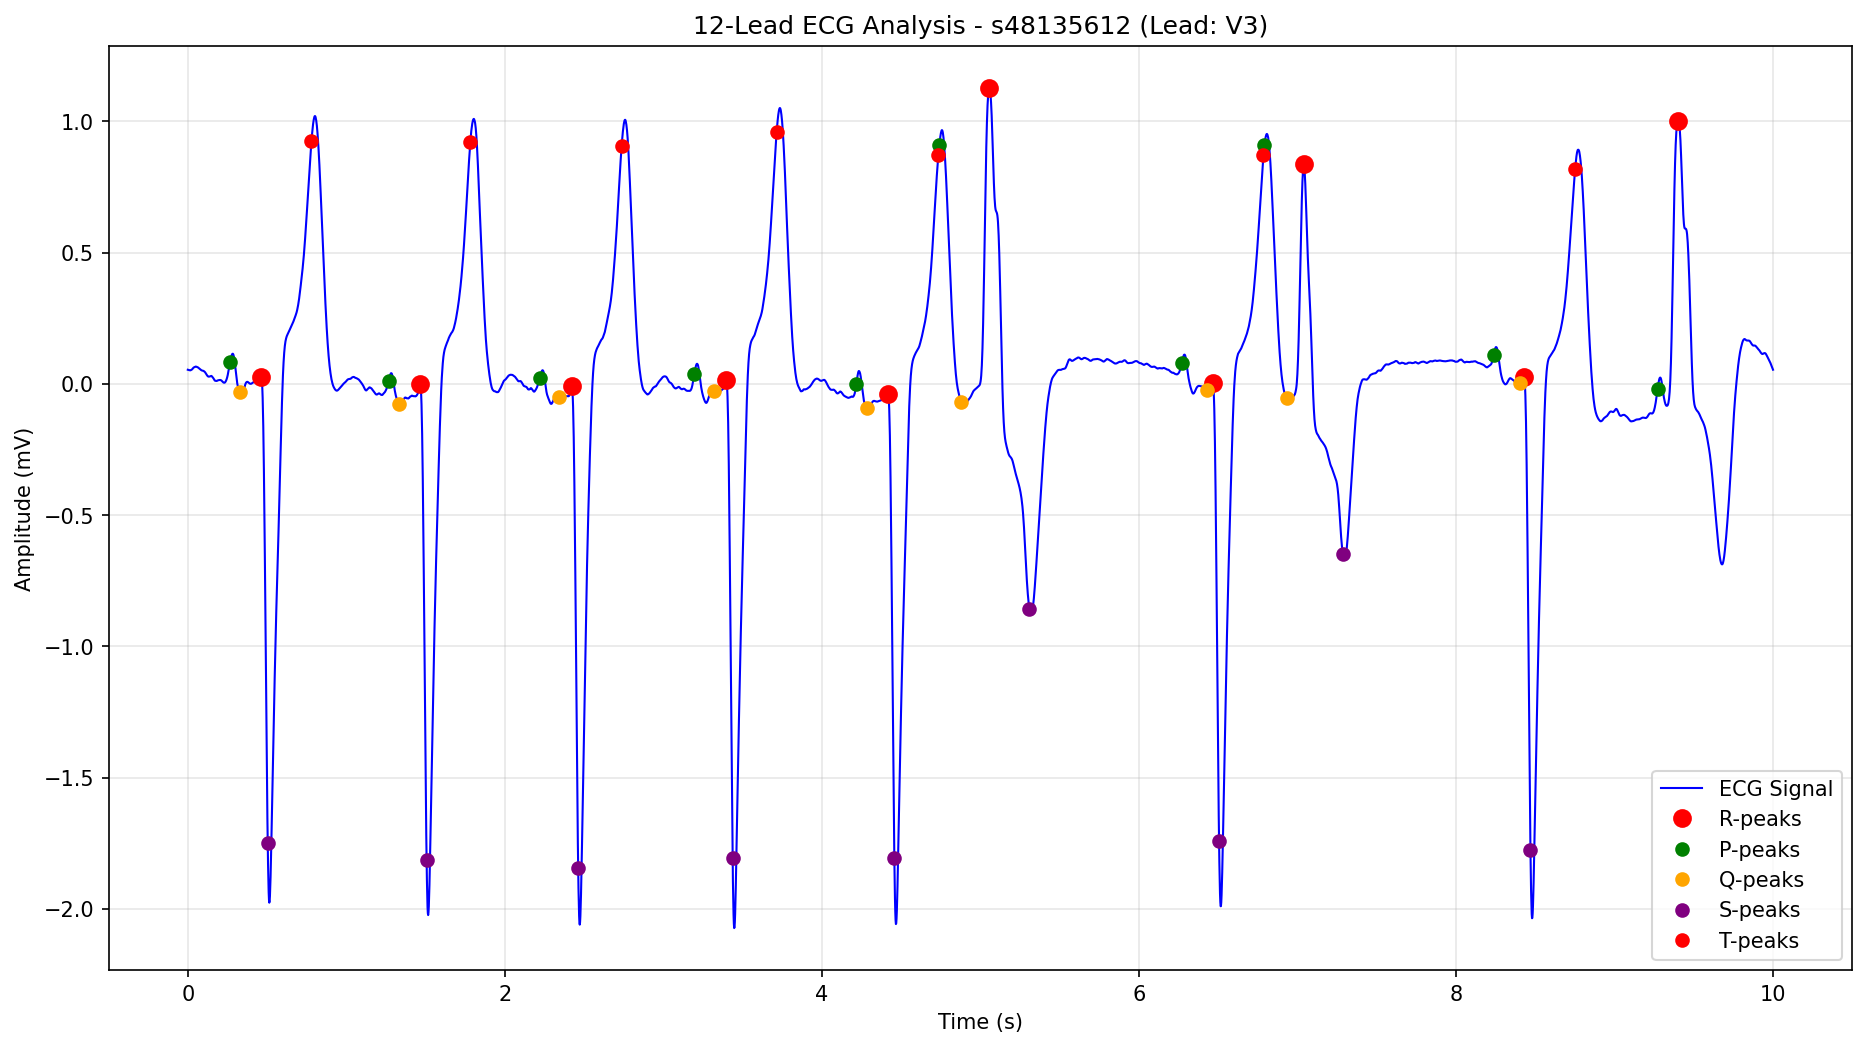 12-Lead ECG Analysis - s48135612 (Lead: V3)
Amplitude (mV)
1.0
0.5
0.0
−0.5
−1.0
−1.5
−2.0
ECG Signal
R-peaks
P-peaks
Q-peaks
S-peaks
T-peaks
0 2 4 6 8 10
Time (s)